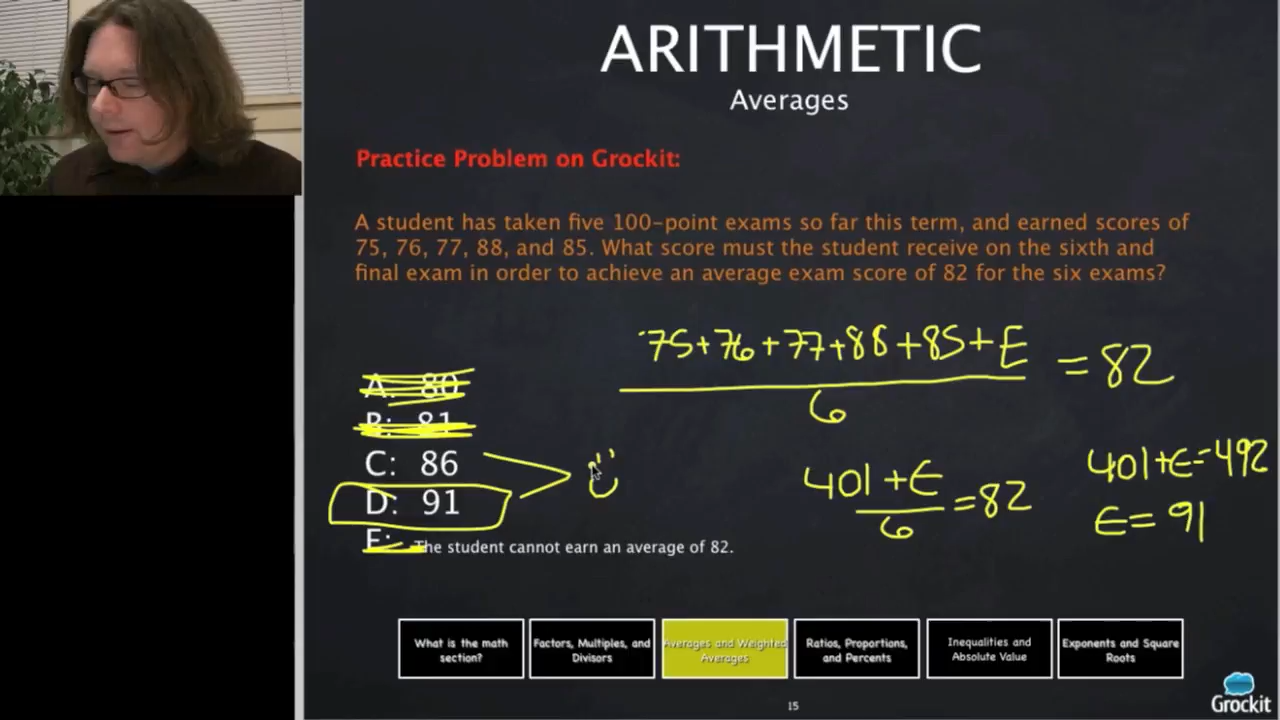 ARITHMETIC
Averages
Practice Problem on Grockit:
A student has taken five 100-point exams so far this term, and earned scores of
75, 76, 77, 88, and 85. What score must the student receive on the sixth and
final exam in order to achieve an average exam score of 82 for the six exams?
75+76+77+88+85+E
6
=82
A: 80
B: 81
C: 86
D: 91
E: The student cannot earn an average of 82.
401+E
6
=82
401+E=492
E=91
What is the math
section?
Factors, Multiples, and
Divisors
Averages and Weighted
Averages
Ratios, Proportions,
and Percents
Inequalities and
Absolute Value
Exponents and Square
Roots
15
Grockit